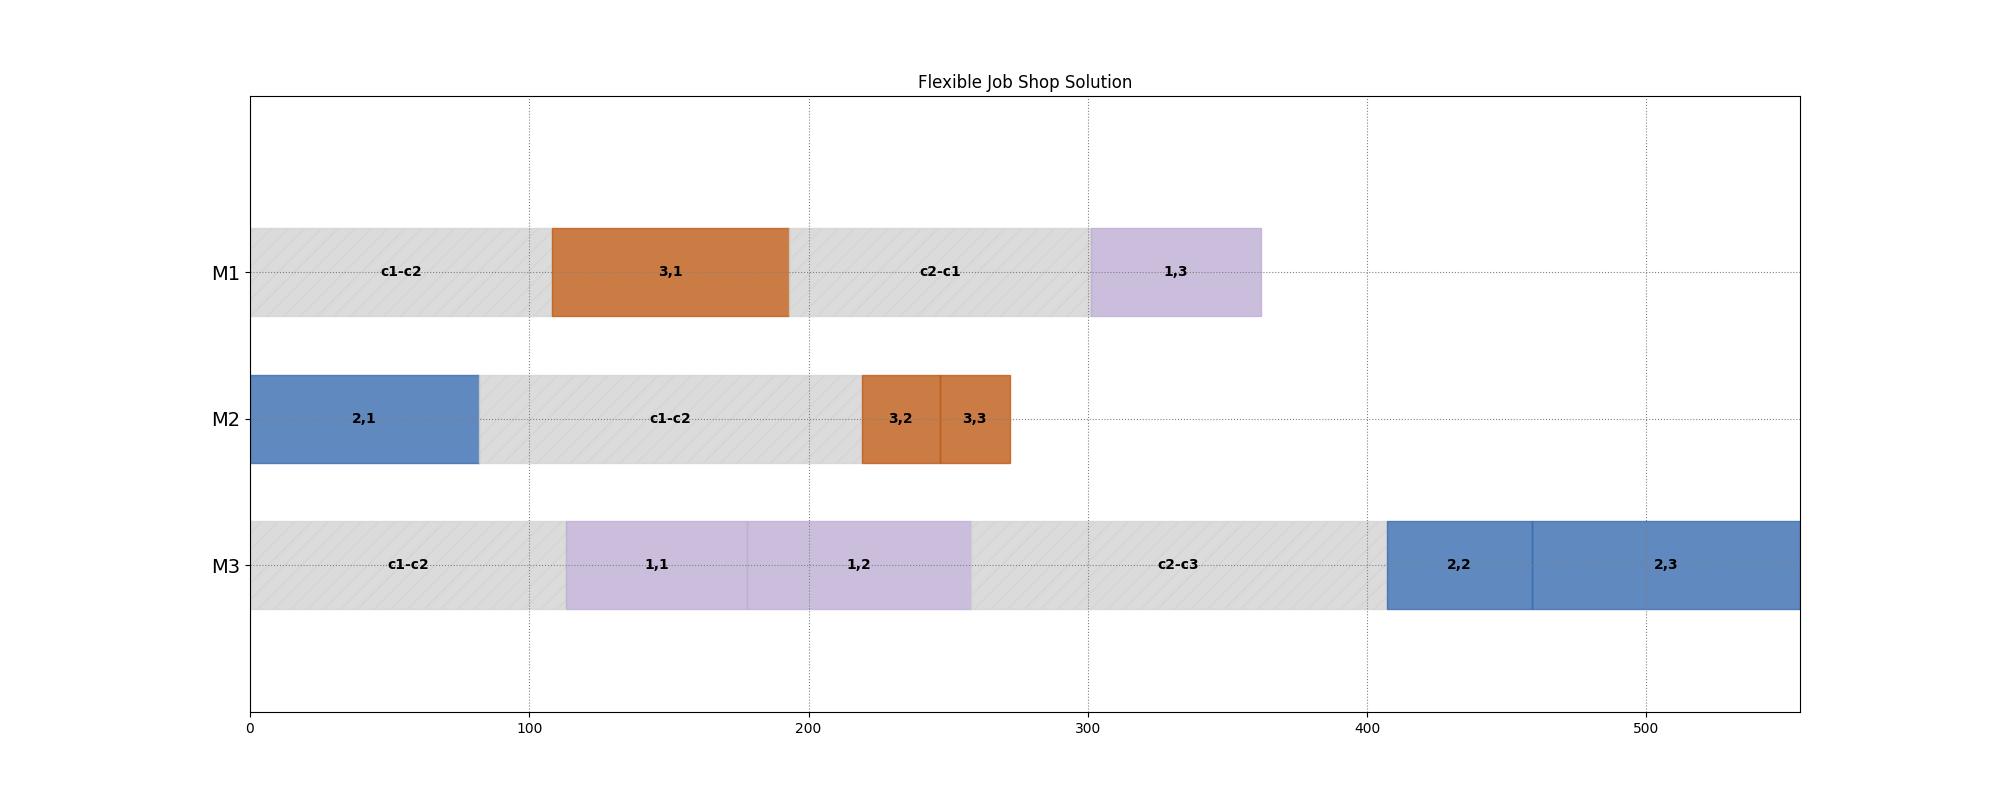 Flexible Job Shop Solution
M1
c1-c2
3,1
c2-c1
1,3
M2
2,1
c1-c2
3,2
3,3
M3
c1-c2
1,1
1,2
c2-c3
2,2
2,3
0
100
200
300
400
500